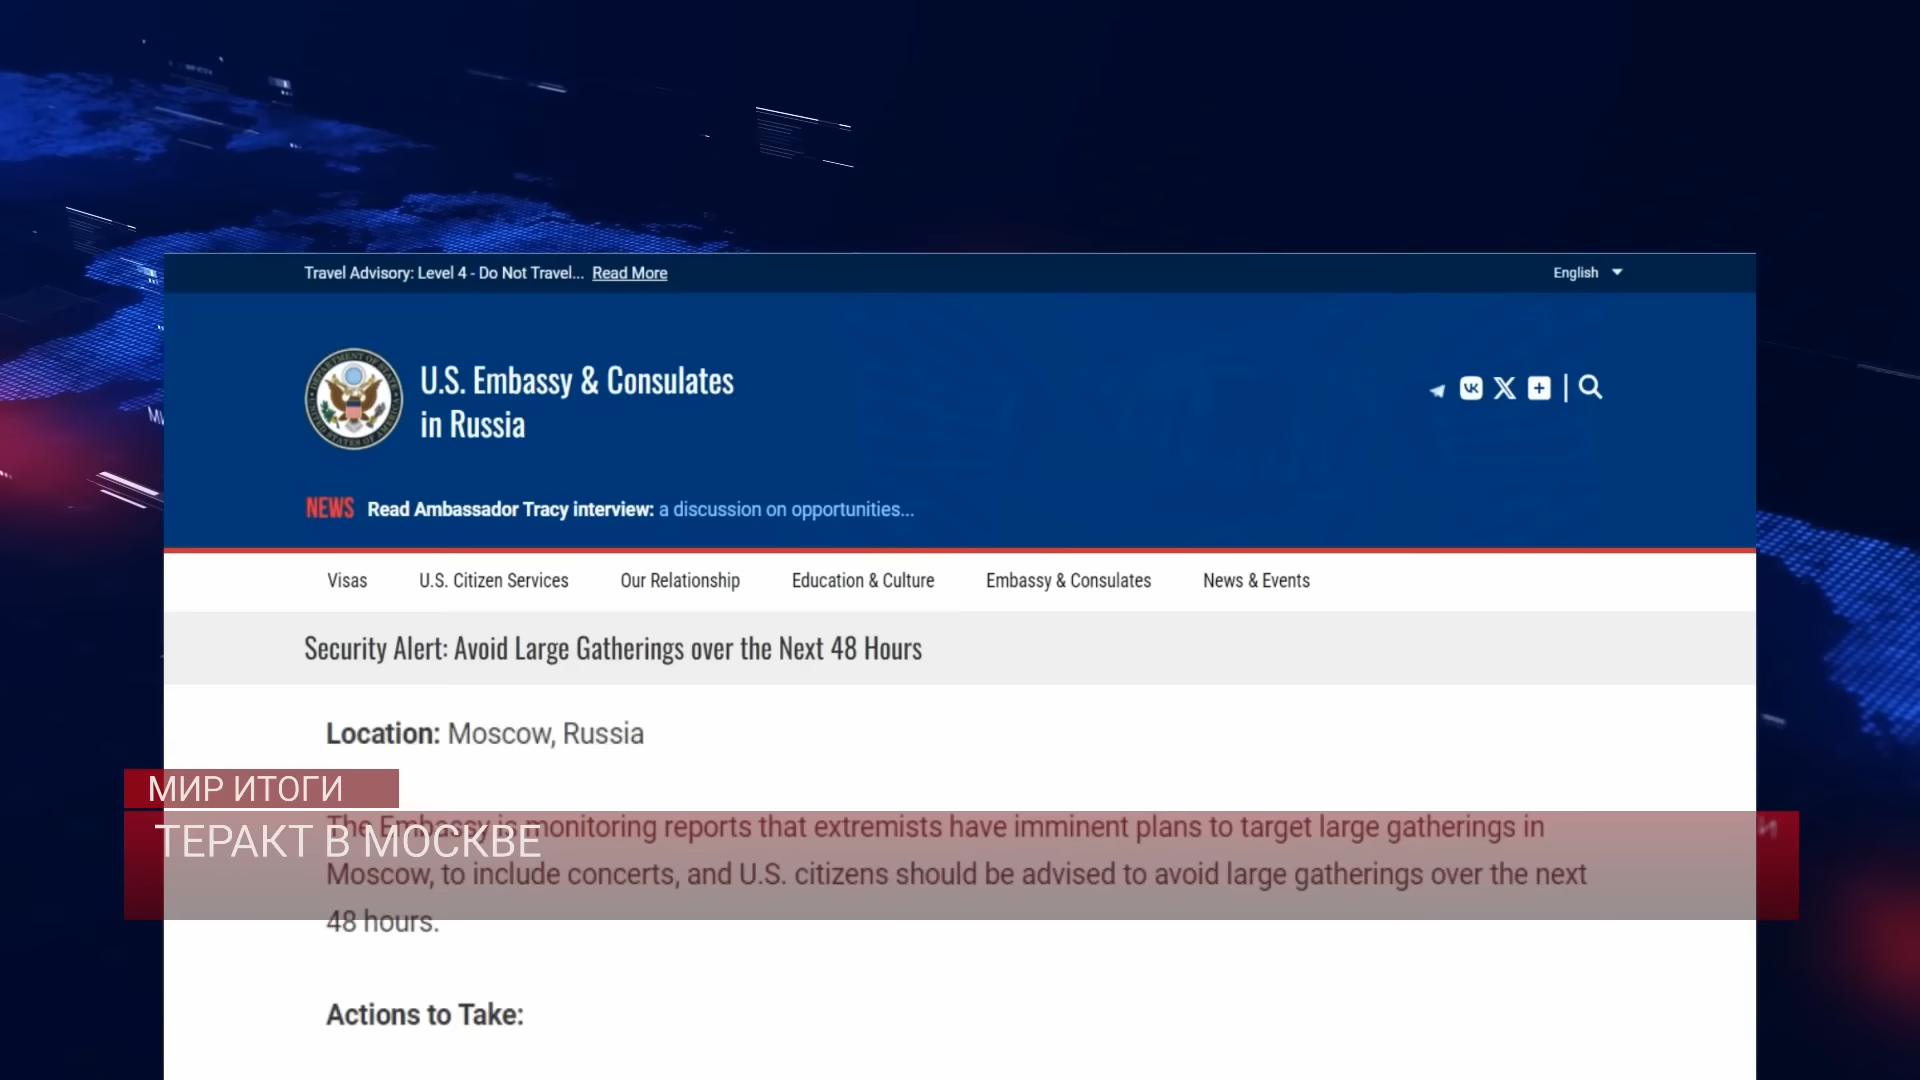 Travel Advisory: Level 4 - Do Not Travel... Read More
English
U.S. Embassy & Consulates
in Russia
NEWS Read Ambassador Tracy interview: a discussion on opportunities...
Visas U.S. Citizen Services Our Relationship Education & Culture Embassy & Consulates News & Events
Security Alert: Avoid Large Gatherings over the Next 48 Hours
Location: Moscow, Russia
МИР ИТОГИ
ТЕРАКТ В МОСКВЕ
The Embassy is monitoring reports that extremists have imminent plans to target large gatherings in
Moscow, to include concerts, and U.S. citizens should be advised to avoid large gatherings over the next
48 hours.
Actions to Take: